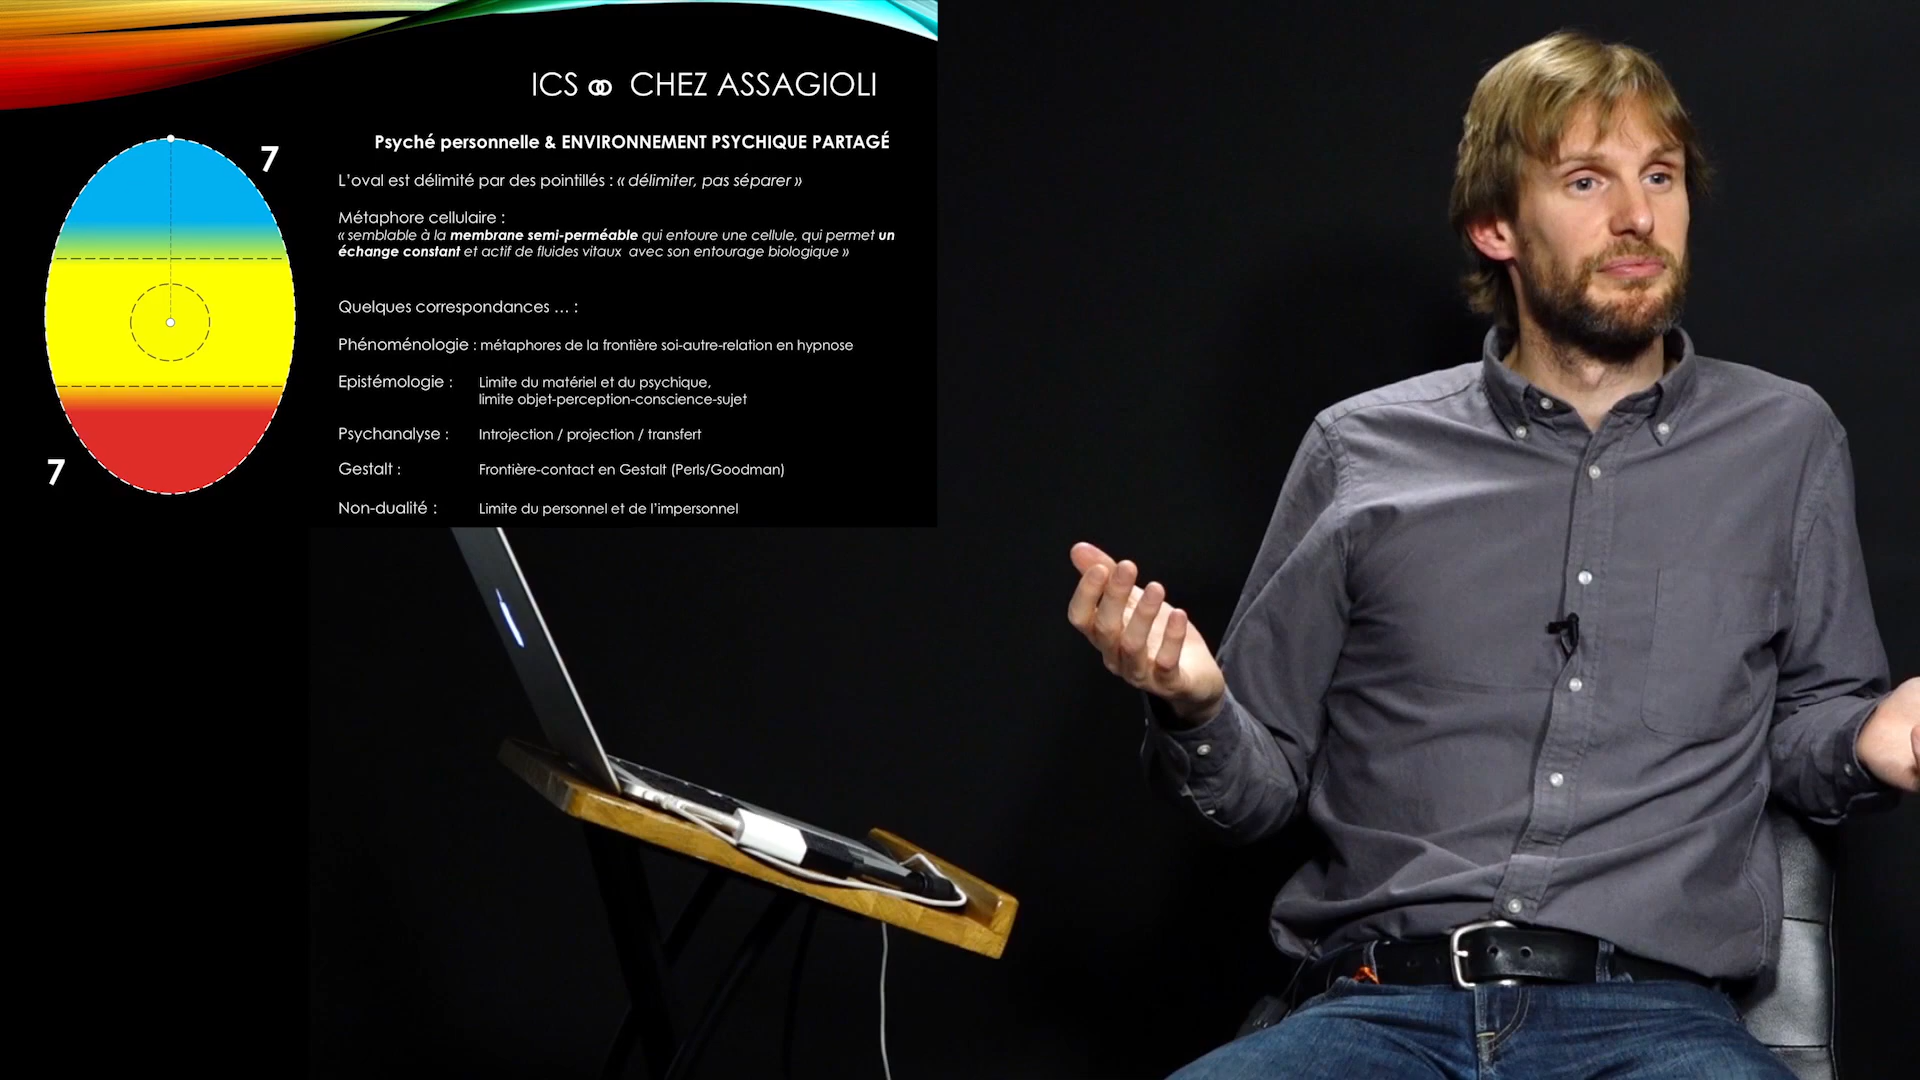 ICS CHEZ ASSAGIOLI
Psyché personnelle & ENVIRONNEMENT PSYCHIQUE PARTAGÉ
7
L'oval est délimité par des pointillés : « délimiter, pas séparer »
Métaphore cellulaire :
« semblable à la membrane semi-perméable qui entoure une cellule, qui permet un
échange constant et actif de fluides vitaux avec son entourage biologique »
Quelques correspondances ... :
Phénoménologie : métaphores de la frontière soi-autre-relation en hypnose
Epistémologie : Limite du matériel et du psychique,
limite objet-perception-conscience-sujet
Psychanalyse : Introjection / projection / transfert
Gestalt : Frontière-contact en Gestalt (Perls/Goodman)
7
Non-dualité : Limite du personnel et de l'impersonnel